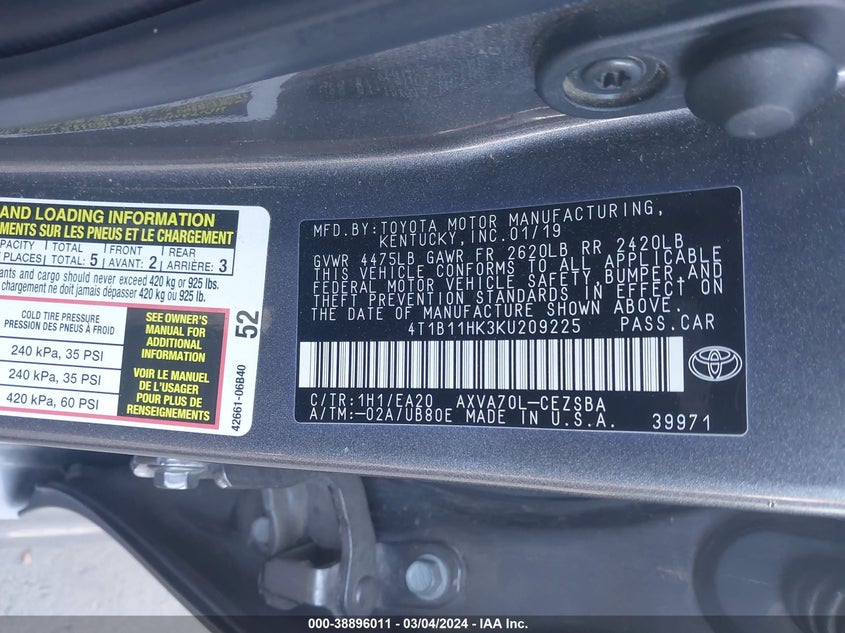 AND LOADING INFORMATION
MENTS SUR LES PNEUS ET LE CHARGEMENT
APACITY TOTAL FRONT REAR
PLACES TOTAL: 5 AVANT: 2 ARRIÈRE: 3
ants and cargo should never exceed 420 kg or 925 lbs.
ement ne doit jamais dépasser 420 kg ou 925 lb.
COLD TIRE PRESSURE
PRESSION DES PNEUS À FROID
240 kPa, 35 PSI
240 kPa, 35 PSI
420 kPa, 60 PSI
SEE OWNER'S
MANUAL FOR
ADDITIONAL
INFORMATION
VOIR LE MANUEL
DE L'USAGER
POUR PLUS DE
RENSEIGNEMENTS
52
42661-06B40
MFD.BY:TOYOTA MOTOR MANUFACTURING,
KENTUCKY,INC.01/19
GVWR 4475LB GAWR FR 2620LB RR 2420LB
THIS VEHICLE CONFORMS TO ALL APPLICABLE
FEDERAL MOTOR VEHICLE SAFETY,BUMPER,AND
THEFT PREVENTION STANDARDS IN EFFECT ON
THE DATE OF MANUFACTURE SHOWN ABOVE.
4T1B11HK3KU209225 PASS.CAR
C/TR:1H1/EA20 AXVA70L-CEZSBA
A/TM:-02A/UB80E MADE IN U.S.A. 39971
000-38896011 - 03/04/2024 - IAA Inc.